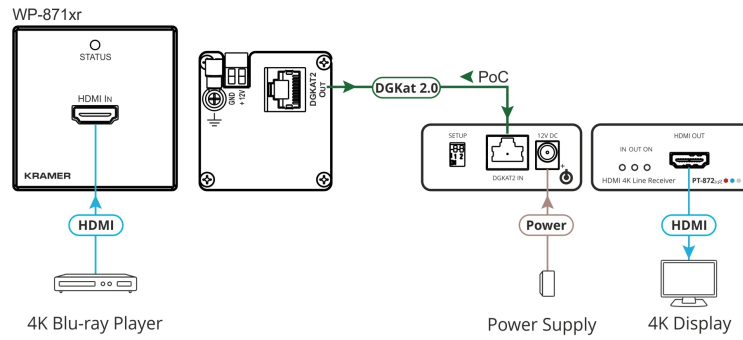 WP-871xr
STATUS
HDMI IN
KRAMER
HDMI
4K Blu-ray Player
GND
+12V
DGKAT2
OUT
DGKat 2.0
PoC
SETUP
1 2
DGKAT2 IN
12V DC
+
Power
Power Supply
HDMI OUT
IN OUT ON
HDMI 4K Line Receiver
HDMI
4K Display